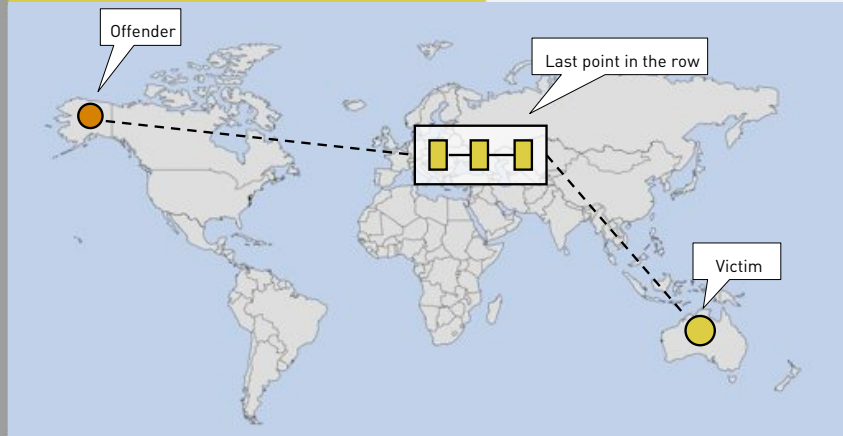 Offender
Last point in the row
Victim